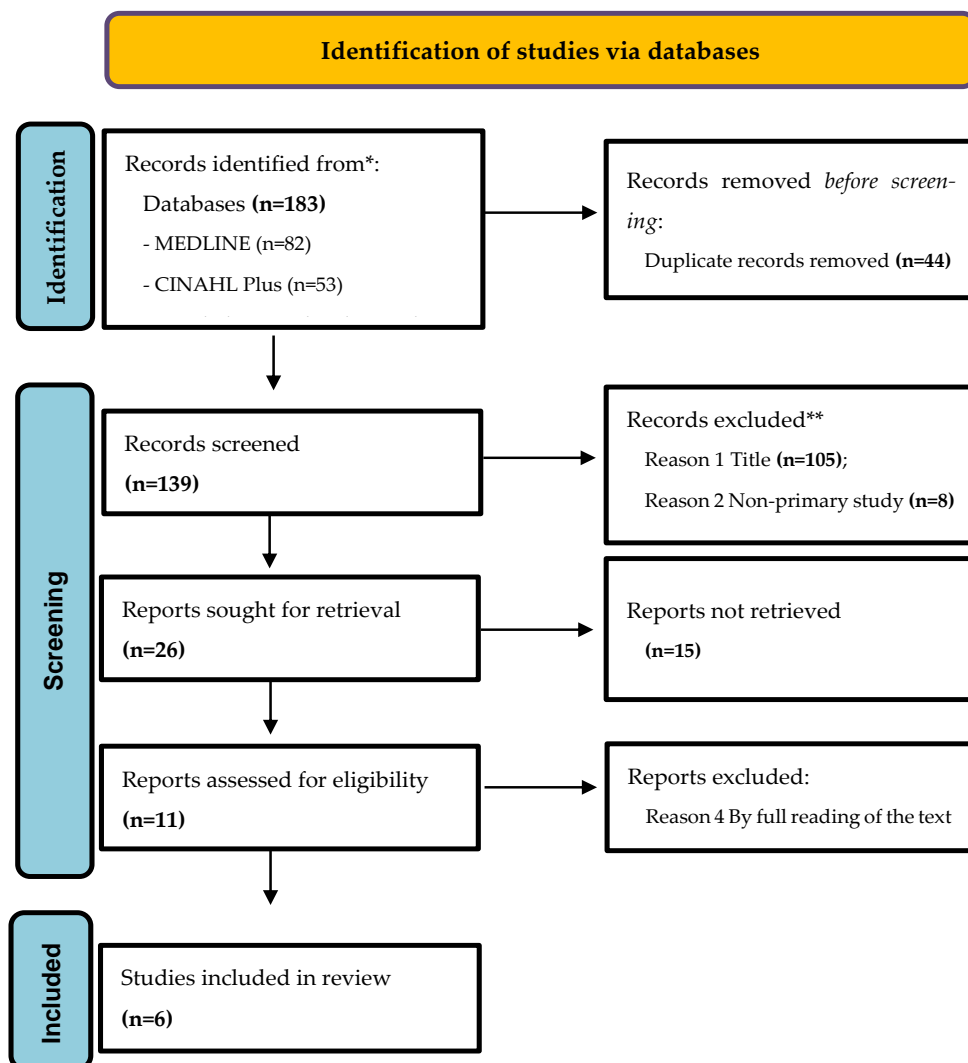 Identification of studies via databases
Identification
Records identified from*:
Databases (n=183)
- MEDLINE (n=82)
- CINAHL Plus (n=53)
Records removed before screen-
ing:
Duplicate records removed (n=44)
Screening
Records screened
(n=139)
Records excluded**
Reason 1 Title (n=105);
Reason 2 Non-primary study (n=8)
Reports sought for retrieval
(n=26)
Reports not retrieved
(n=15)
Reports assessed for eligibility
(n=11)
Reports excluded:
Reason 4 By full reading of the text
Included
Studies included in review
(n=6)